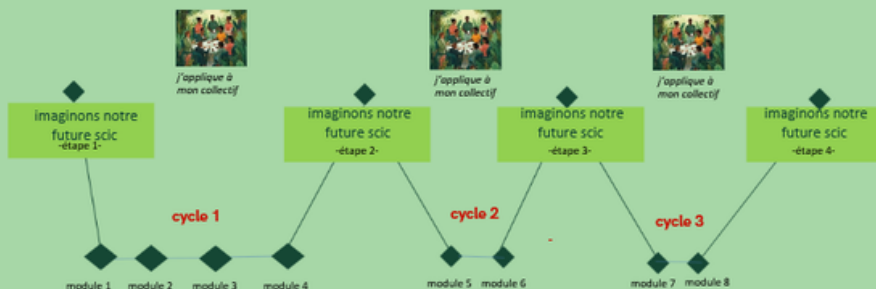 j'applique à
mon collectif
j'applique à
mon collectif
j'applique à
mon collectif
imaginons notre
future scic
-étape 1-
imaginons notre
future scic
-étape 2-
imaginons notre
future scic
-étape 3-
imaginons notre
future scic
-étape 4-
cycle 1
cycle 2
cycle 3
module 1
module 2
module 3
module 4
module 5
module 6
module 7
module 8